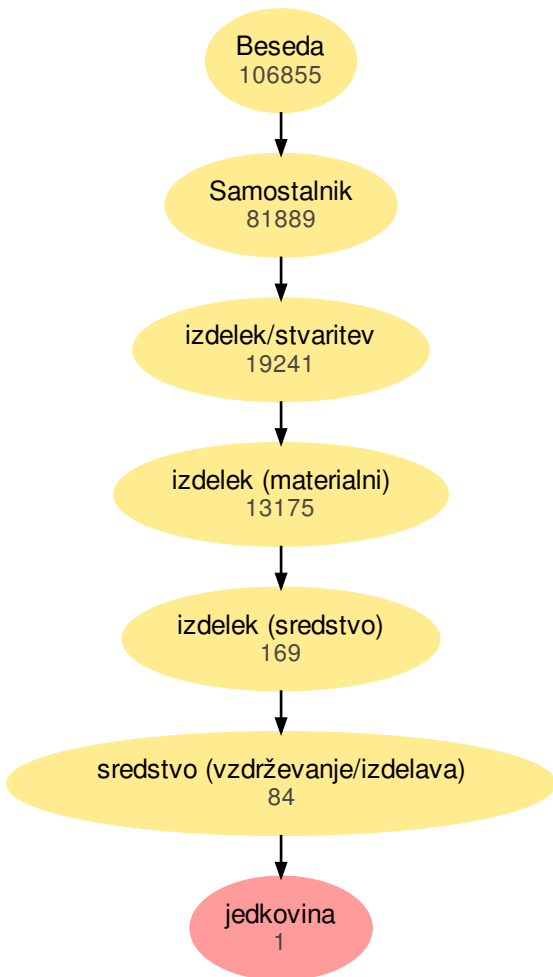 Beseda
106855
Samostalnik
81889
izdelek/stvaritev
19241
izdelek (materialni)
13175
izdelek (sredstvo)
169
sredstvo (vzdrževanje/izdelava)
84
jedkovina
1